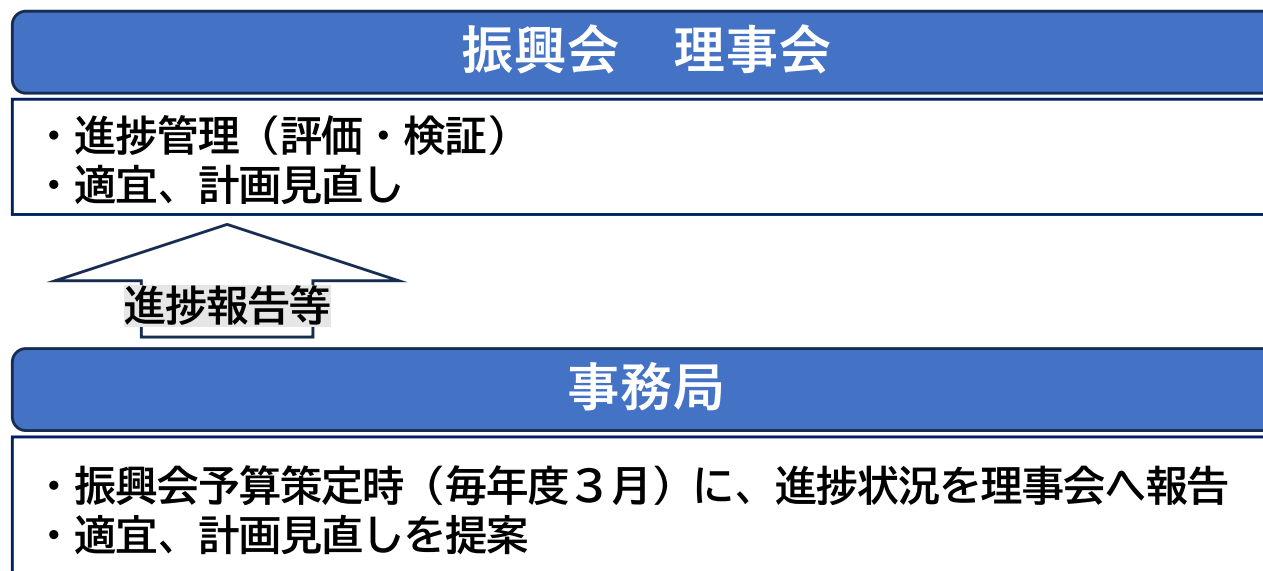 振興会　理事会
・進捗管理（評価・検証）
・適宜、計画見直し
進捗報告等
事務局
・振興会予算策定時（毎年度３月）に、進捗状況を理事会へ報告
・適宜、計画見直しを提案